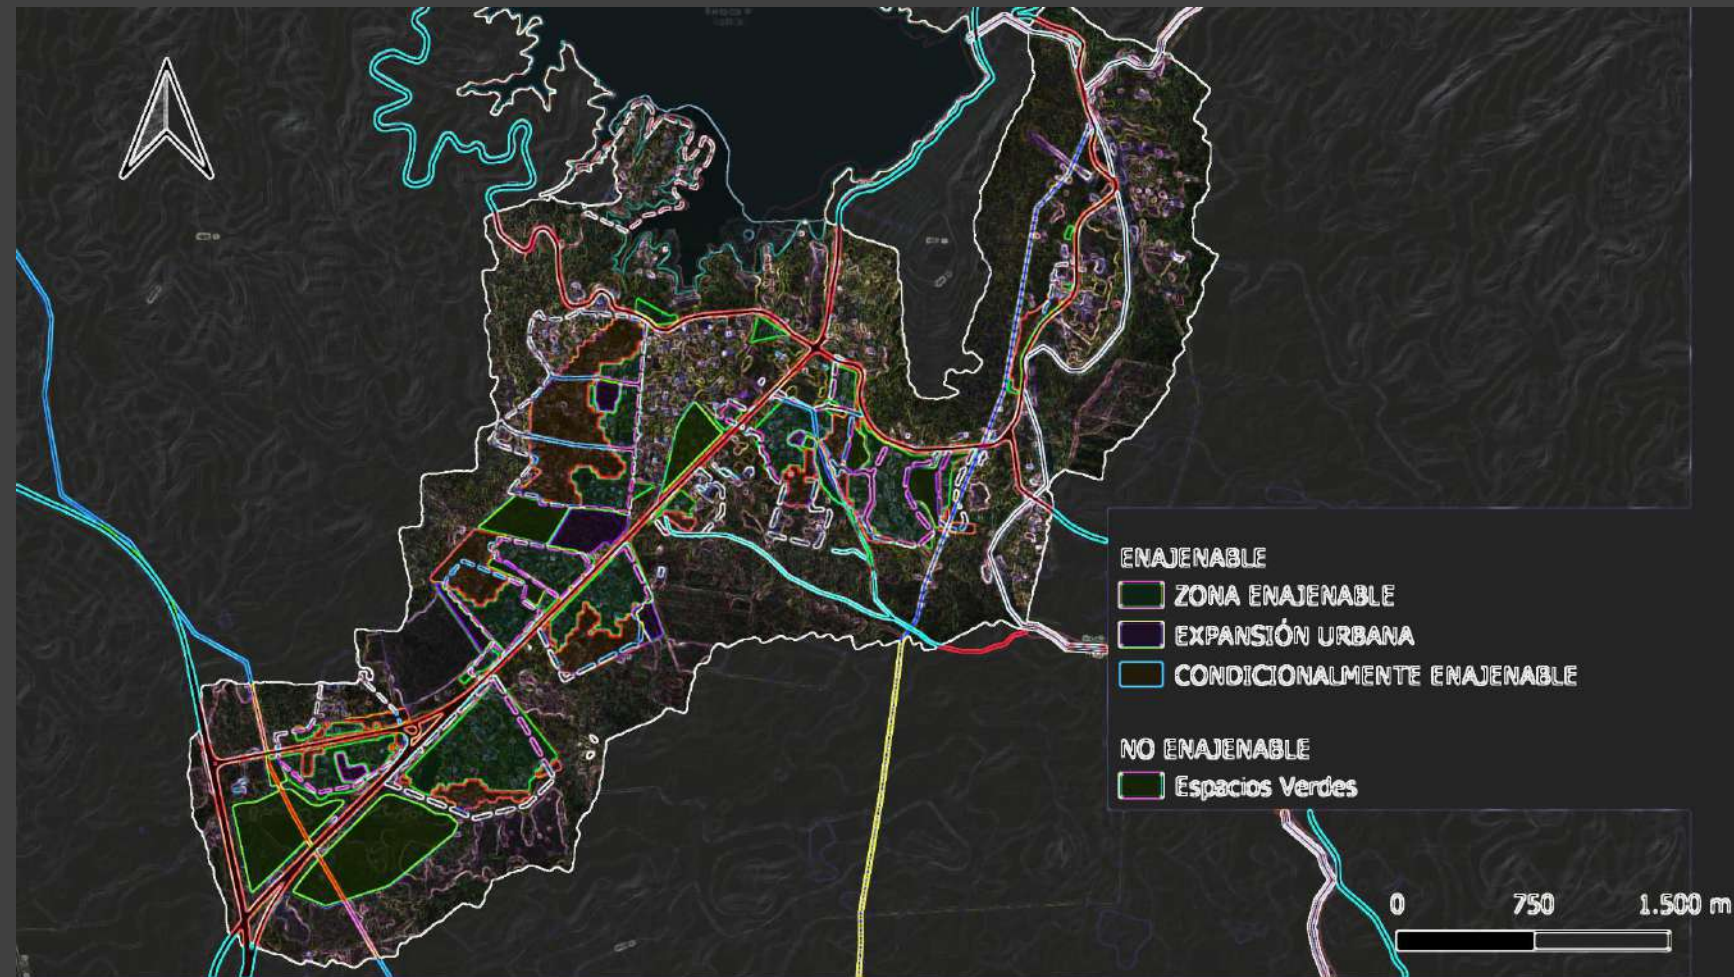 ENAJENABLE
ZONA ENAJENABLE
EXPANSIÓN URBANA
CONDICIONALMENTE ENAJENABLE
NO ENAJENABLE
Espacios Verdes
0 750 1.500 m